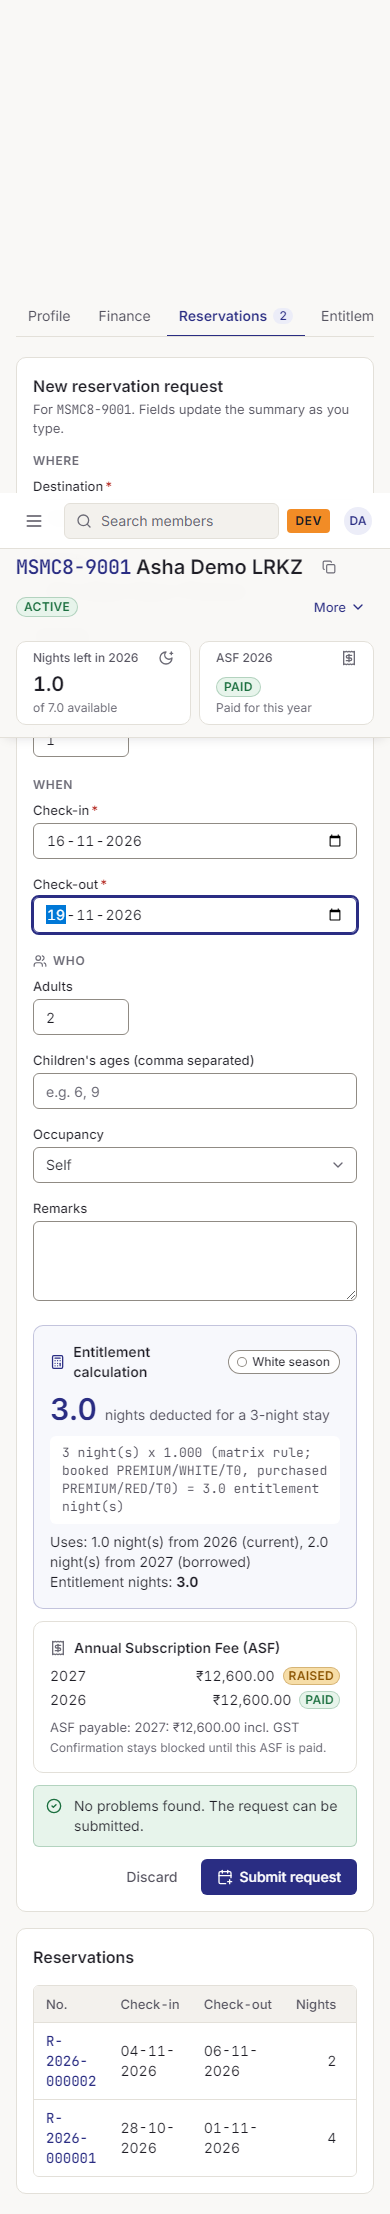 Profile Finance Reservations 2 Entitlem
New reservation request
For MSMC8-9001. Fields update the summary as you
type.
WHERE
Destination*
Search members DEV DA
MSMC8-9001 Asha Demo LRKZ
ACTIVE More
Nights left in 2026
1.0
of 7.0 available
ASF 2026
PAID
Paid for this year
1
WHEN
Check-in*
16-11-2026
Check-out*
19-11-2026
WHO
Adults
2
Children's ages (comma separated)
e.g. 6, 9
Occupancy
Self
Remarks
Entitlement
calculation
White season
3.0 nights deducted for a 3-night stay
3 night(s) x 1.000 (matrix rule;
booked PREMIUM/WHITE/T0, purchased
PREMIUM/RED/T0) = 3.0 entitlement
night(s)
Uses: 1.0 night(s) from 2026 (current), 2.0
night(s) from 2027 (borrowed)
Entitlement nights: 3.0
Annual Subscription Fee (ASF)
2027 ₹12,600.00 RAISED
2026 ₹12,600.00 PAID
ASF payable: 2027: ₹12,600.00 incl. GST
Confirmation stays blocked until this ASF is paid.
No problems found. The request can be
submitted.
Discard Submit request
Reservations
No. Check-in Check-out Nights
R-
2026-
000002
04-11-
2026
06-11-
2026
2
R-
2026-
000001
28-10-
2026
01-11-
2026
4